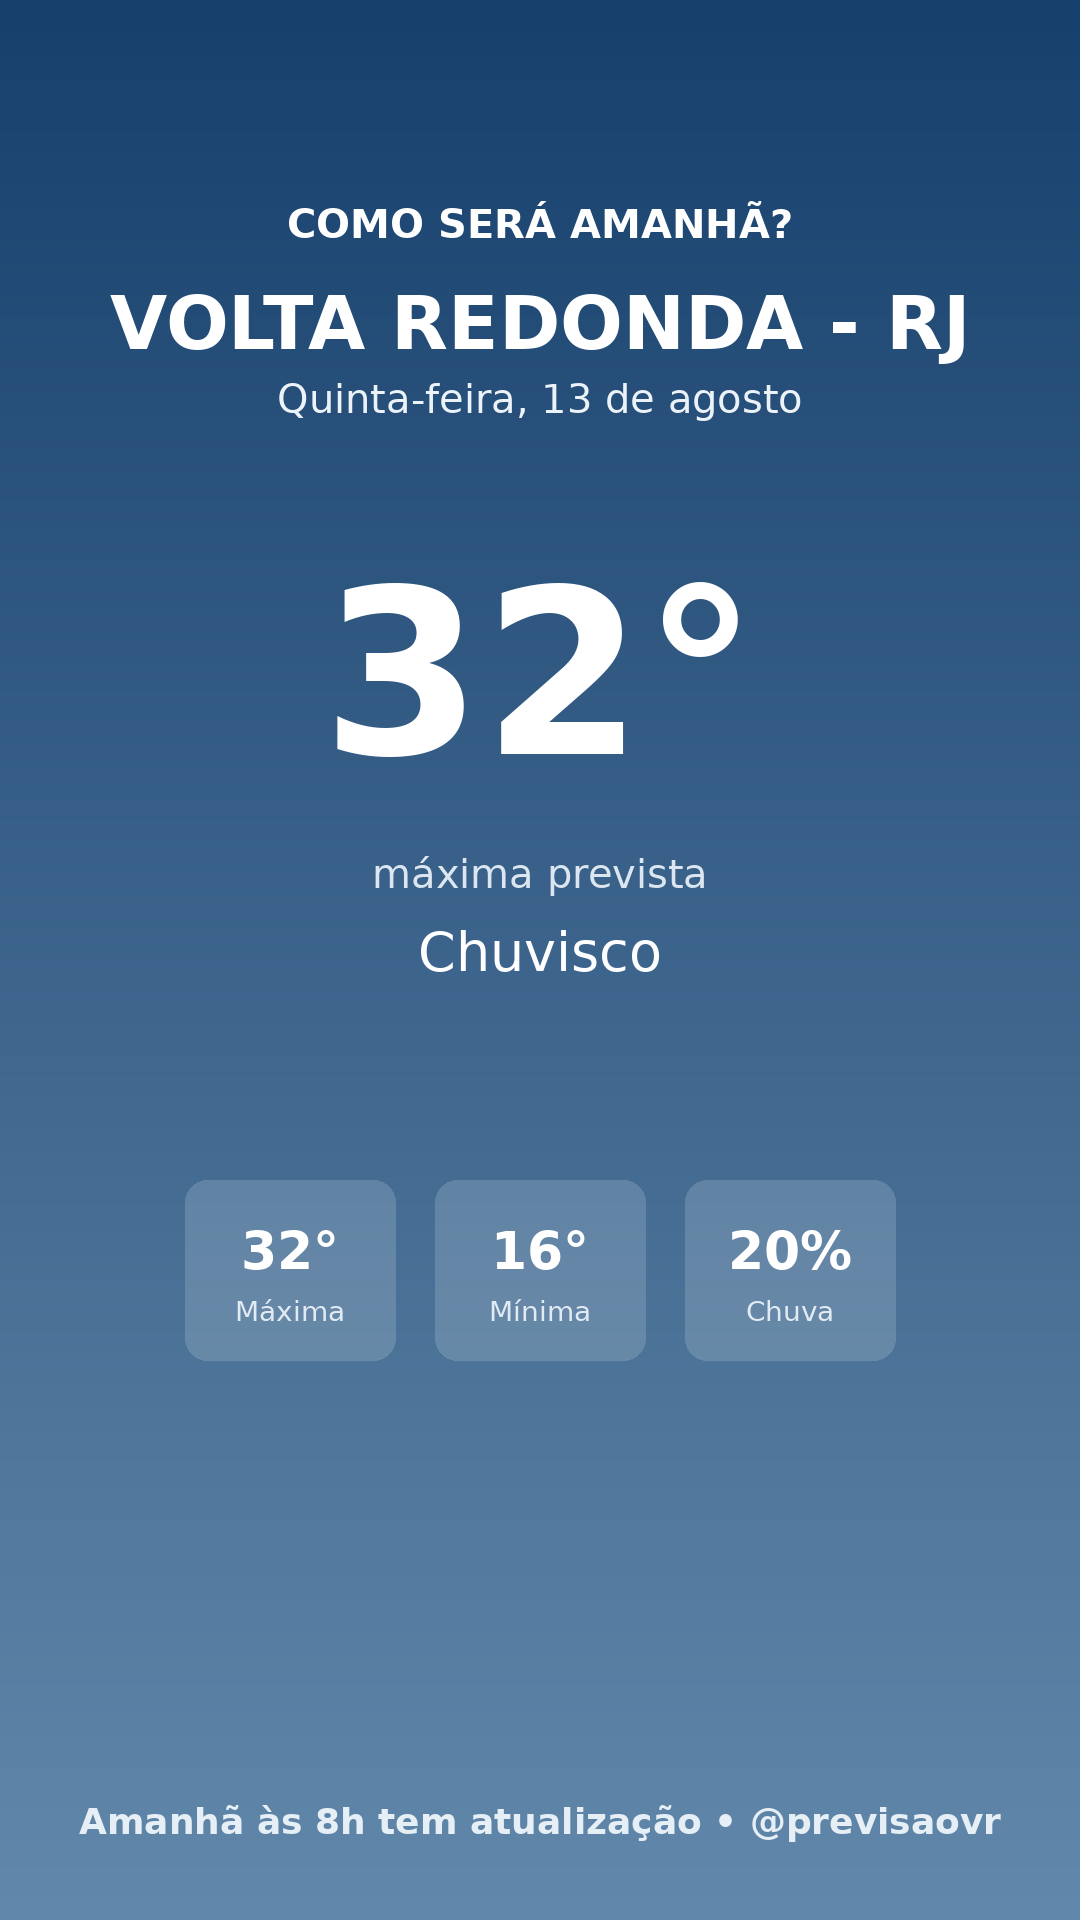 COMO SERÁ AMANHÃ?
VOLTA REDONDA - RJ
Quinta-feira, 13 de agosto
32°
máxima prevista
Chuvisco
32° 16° 20%
Máxima Mínima Chuva
Amanhã às 8h tem atualização • @previsaovr